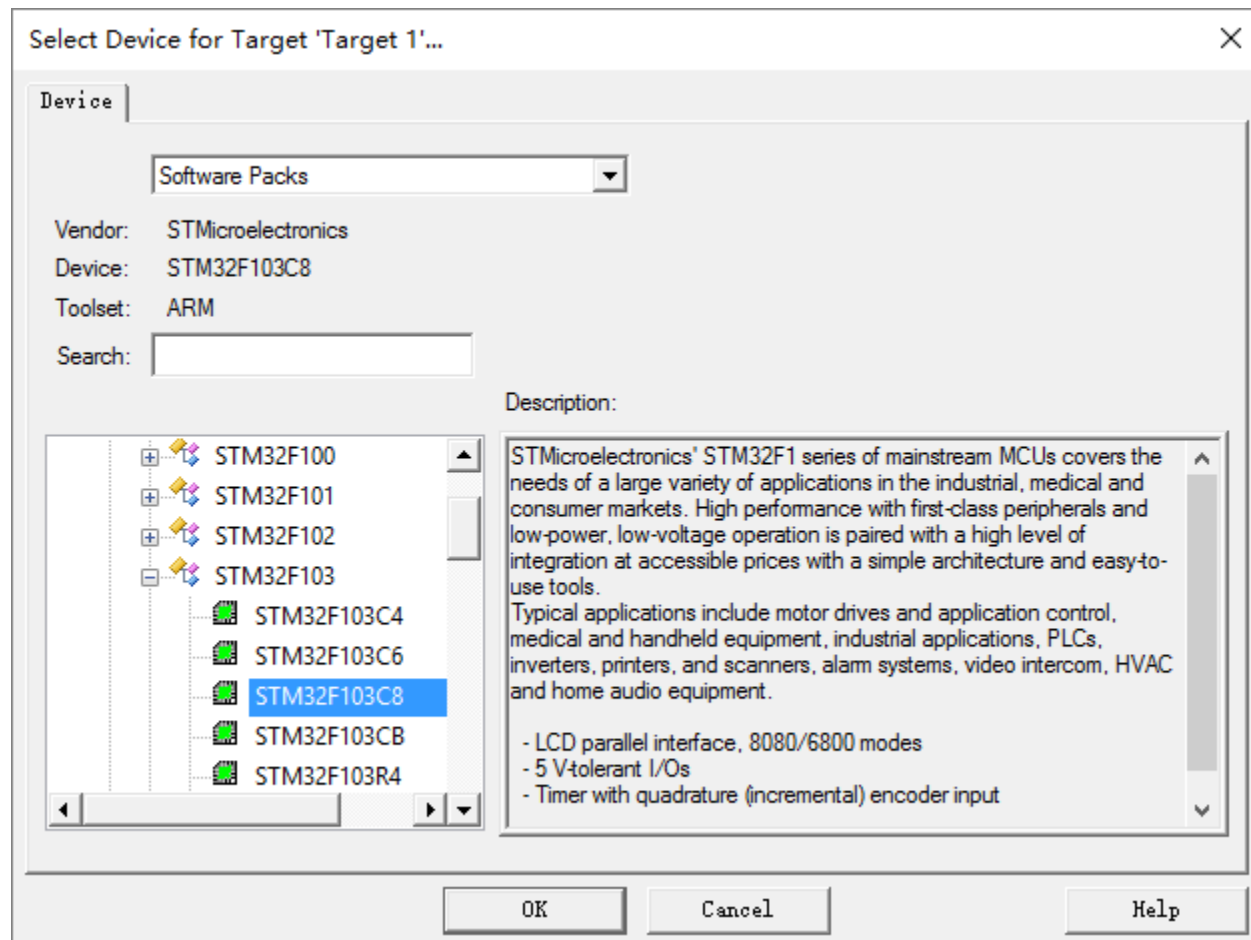 Select Device for Target 'Target 1'...
Device
Software Packs
Vendor: STMicroelectronics
Device: STM32F103C8
Toolset: ARM
Search:
Description:
STM32F100
STM32F101
STM32F102
STM32F103
STM32F103C4
STM32F103C6
STM32F103C8
STM32F103CB
STM32F103R4
STMicroelectronics' STM32F1 series of mainstream MCUs covers the
needs of a large variety of applications in the industrial, medical and
consumer markets. High performance with first-class peripherals and
low-power, low-voltage operation is paired with a high level of
integration at accessible prices with a simple architecture and easy-to-
use tools.
Typical applications include motor drives and application control,
medical and handheld equipment, industrial applications, PLCs,
inverters, printers, and scanners, alarm systems, video intercom, HVAC
and home audio equipment.
- LCD parallel interface, 8080/6800 modes
- 5 V-tolerant I/Os
- Timer with quadrature (incremental) encoder input
OK
Cancel
Help